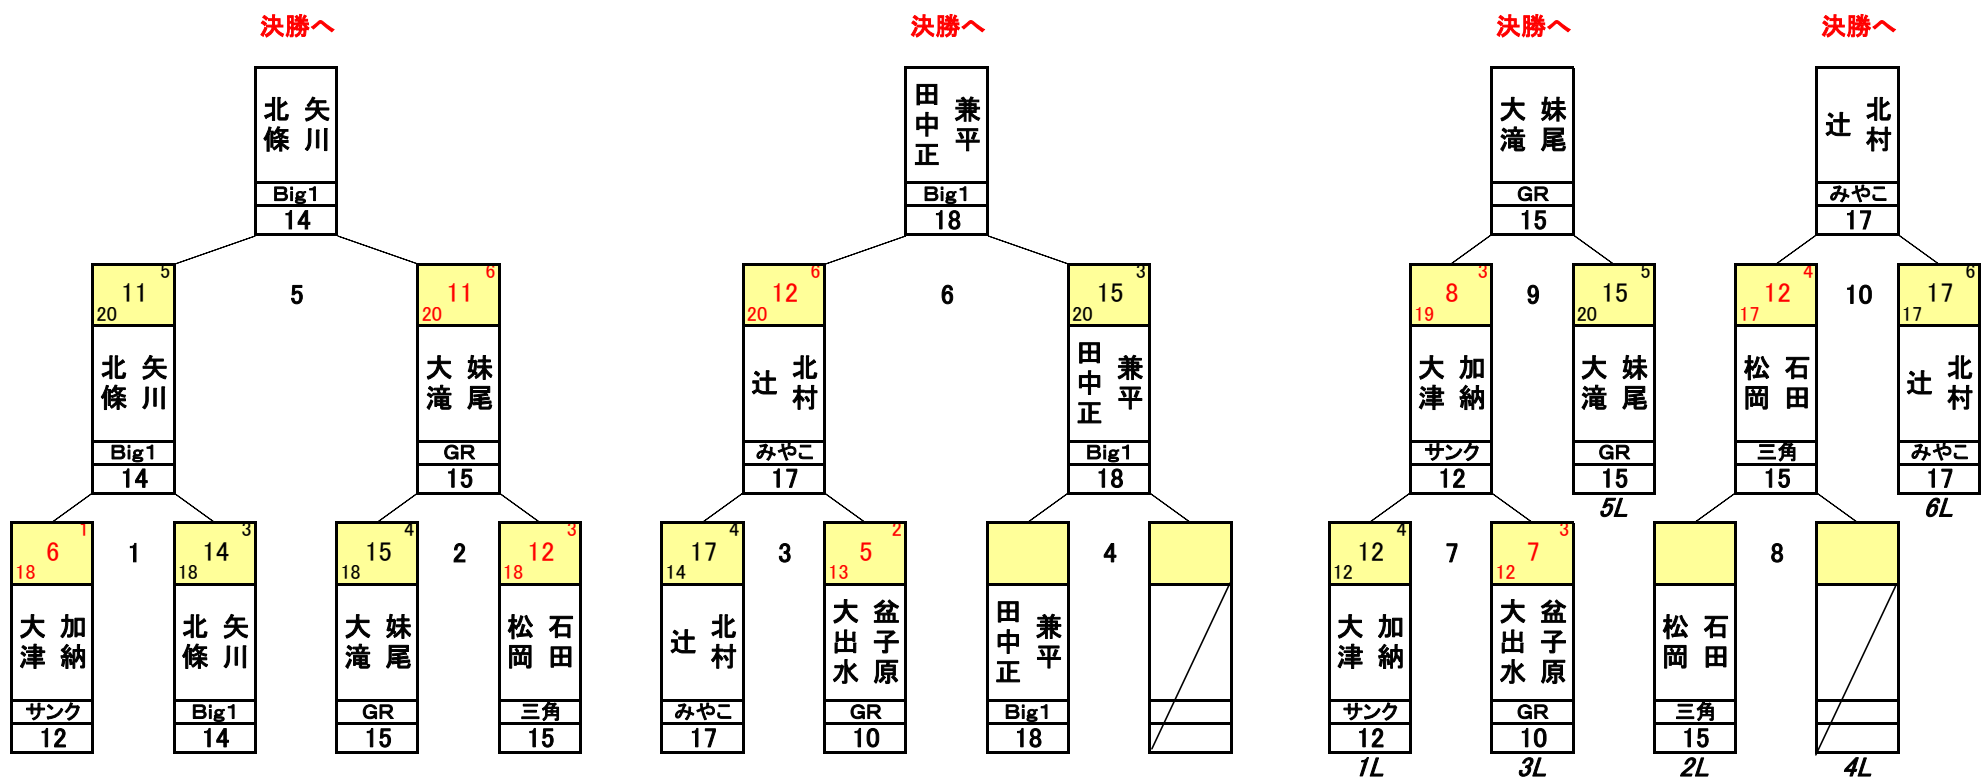 決勝へ 決勝へ 決勝へ 決勝へ
北條 矢川 田中正 兼平 大滝 妹尾 辻 北村
Big1 Big1 GR みやこ
14 18 15 17
5 6 6 3 3 5 4 6
11 5 11 12 6 15 8 9 15 12 10 17
20 20 20 20 19 20 17 17
北條 矢川 大滝 妹尾 辻 北村 田中正 兼平 大津 加納 大滝 妹尾 松岡 石田 辻 北村
Big1 GR みやこ Big1 サンク GR 三角 みやこ
14 15 17 18 12 15 15 17
5L 6L
1 3 4 3 4 2 4 3
6 1 14 15 2 12 17 3 5 4 12 7 7 8
18 18 18 18 14 13 12 12
大津 加納 北條 矢川 大滝 妹尾 松岡 石田 辻 北村 大出水 盆子原 田中正 兼平 大津 加納 大出水 盆子原 松岡 石田
サンク Big1 GR 三角 みやこ GR Big1 サンク GR 三角
12 14 15 15 17 10 18 12 10 15
1L 3L 2L 4L